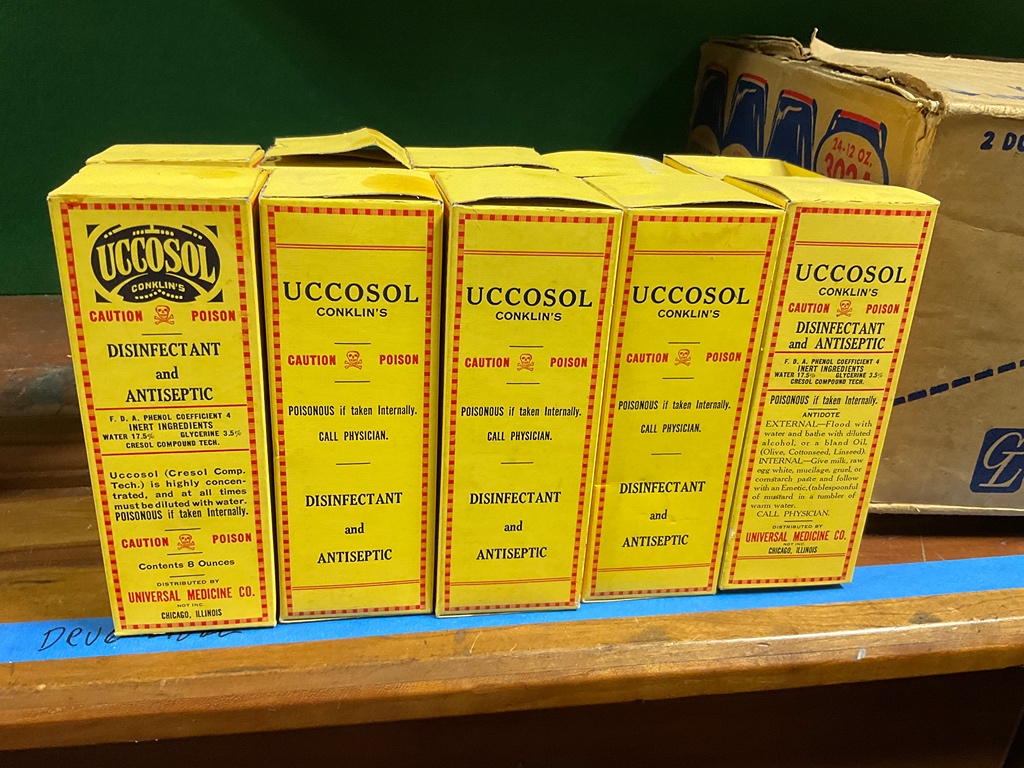 UCCOSOL
CONKLIN'S
CAUTION POISON
DISINFECTANT
and
ANTISEPTIC
F. D. A. PHENOL COEFFICIENT 4
INERT INGREDIENTS
WATER 17.5% GLYCERINE 3.5%
CRESOL COMPOUND TECH.
Uccosol (Cresol Comp.
Tech.) is highly concen-
trated, and at all times
must be diluted with water.
POISONOUS if taken Internally.
CAUTION POISON
Contents 8 Ounces
DISTRIBUTED BY
UNIVERSAL MEDICINE CO.
NOT INC.
CHICAGO, ILLINOIS
UCCOSOL
CONKLIN'S
CAUTION POISON
POISONOUS if taken Internally.
CALL PHYSICIAN.
DISINFECTANT
and
ANTISEPTIC
UCCOSOL
CONKLIN'S
CAUTION POISON
POISONOUS if taken Internally.
CALL PHYSICIAN.
DISINFECTANT
and
ANTISEPTIC
UCCOSOL
CONKLIN'S
CAUTION POISON
POISONOUS if taken Internally.
CALL PHYSICIAN.
DISINFECTANT
and
ANTISEPTIC
UCCOSOL
CONKLIN'S
CAUTION POISON
DISINFECTANT
and ANTISEPTIC
F. D. A. PHENOL COEFFICIENT 4
INERT INGREDIENTS
WATER 17.5% GLYCERINE 3.5%
CRESOL COMPOUND TECH.
POISONOUS if taken Internally.
ANTIDOTE
EXTERNAL—Flood with
water and bathe with diluted
alcohol, or a bland Oil,
(Olive, Cottonseed, Linseed).
INTERNAL—Give milk, raw
egg white, mucilage, gruel, or
cornstarch paste and follow
with an Emetic, (tablespoonful
of mustard in a tumbler of
warm water.
CALL PHYSICIAN.
DISTRIBUTED BY
UNIVERSAL MEDICINE CO.
NOT INC.
CHICAGO, ILLINOIS
24-12 OZ.
2 DO